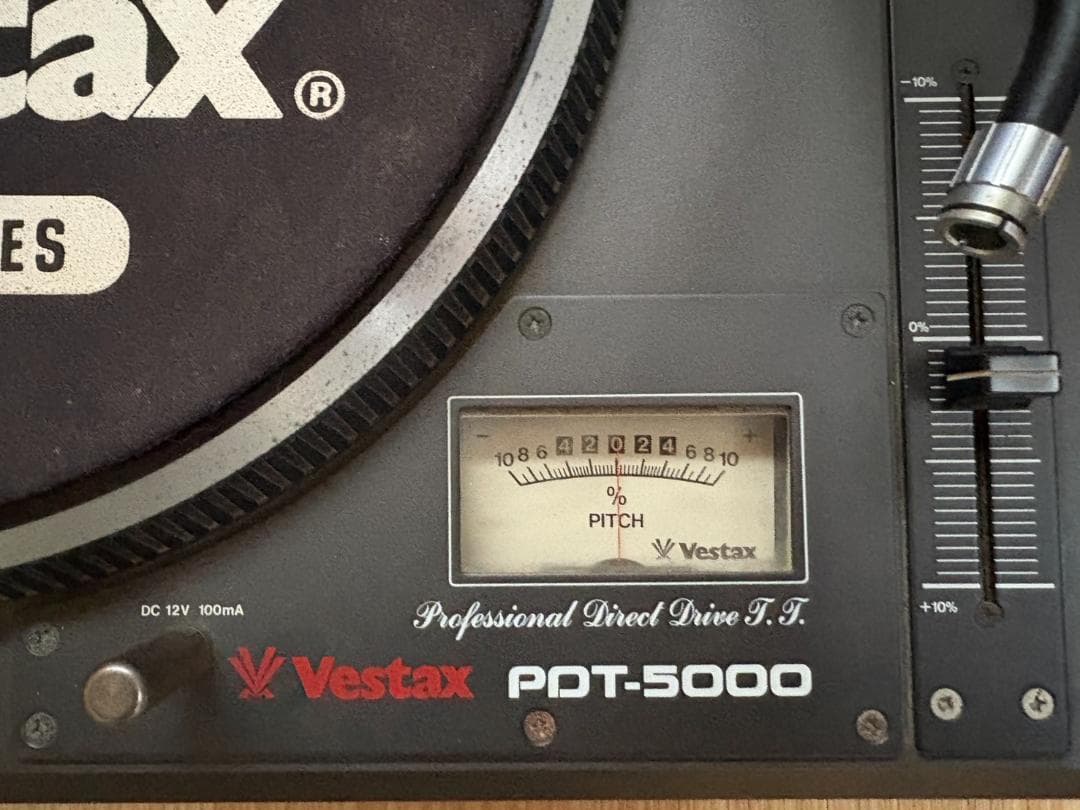 tax®
ES
-10%
0%
+10%
- +
10 8 6 4 2 0 2 4 6 8 10
%
PITCH
Vestax
DC 12V 100mA
Professional Direct Drive T.T.
Vestax PDT-5000